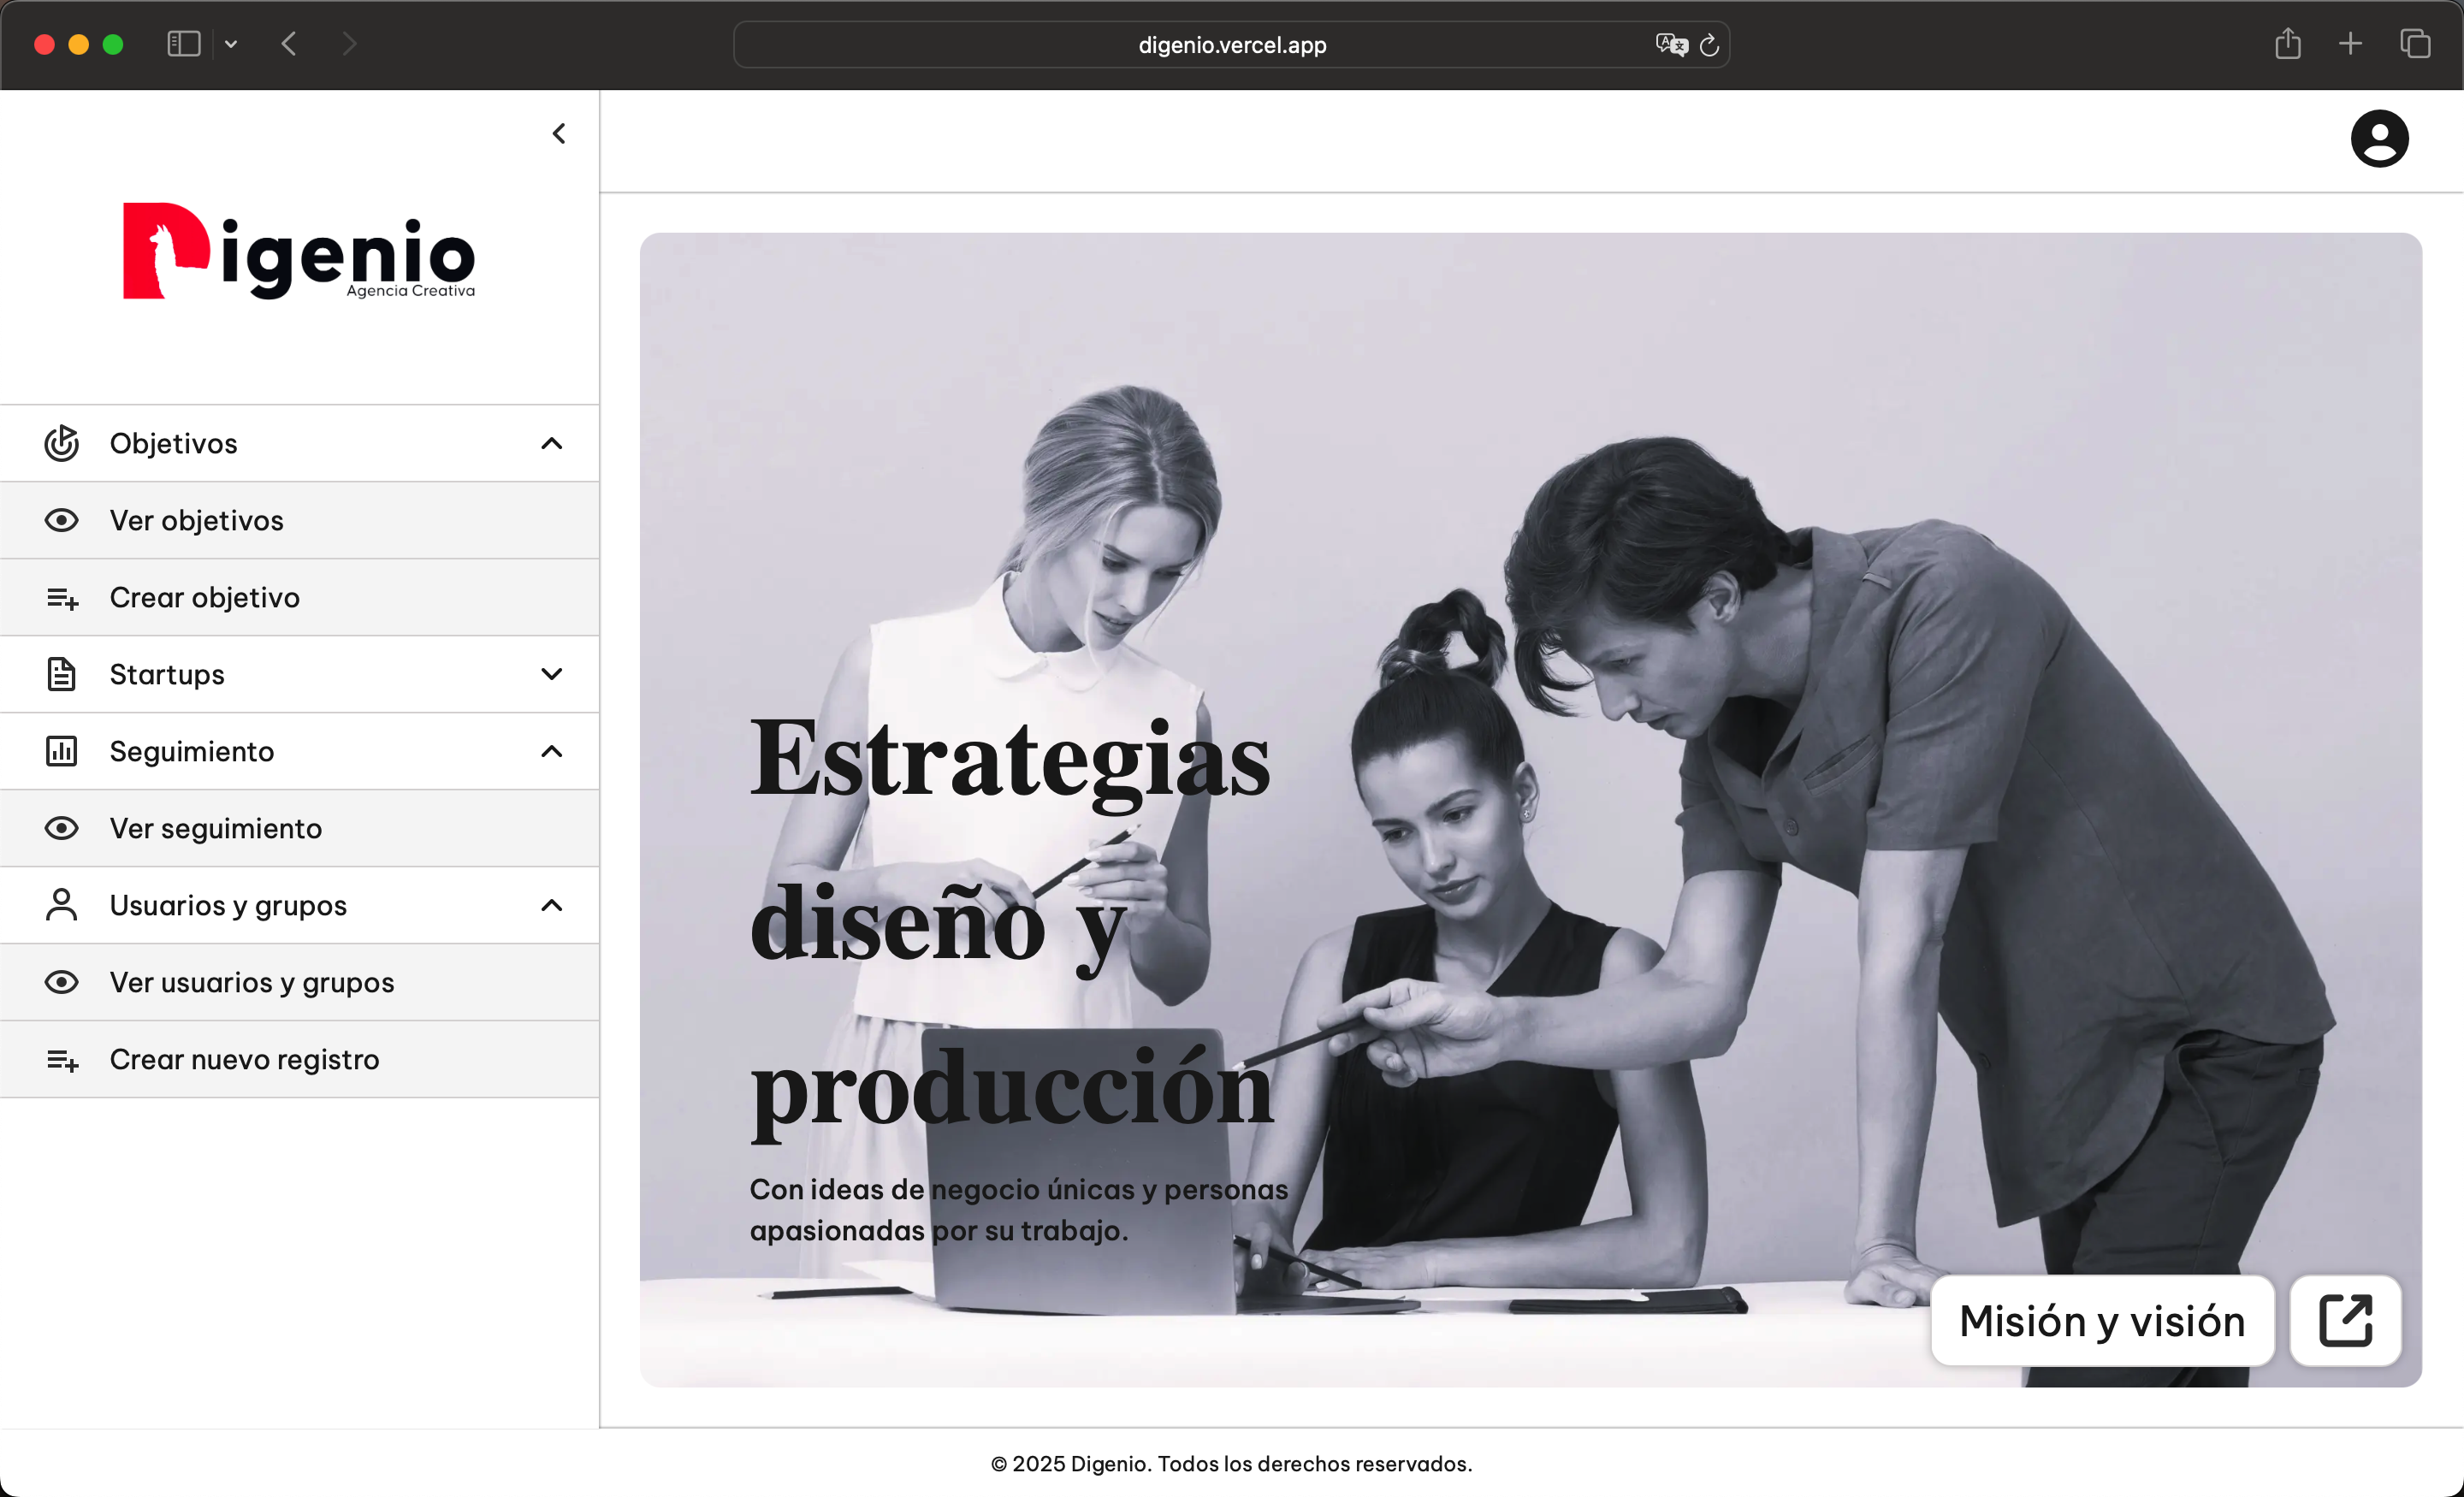 digenio.vercel.app
Digenio
Agencia Creativa
Objetivos
Ver objetivos
Crear objetivo
Startups
Seguimiento
Ver seguimiento
Usuarios y grupos
Ver usuarios y grupos
Crear nuevo registro
Estrategias
diseño y
producción
Con ideas de negocio únicas y personas
apasionadas por su trabajo.
Misión y visión
© 2025 Digenio. Todos los derechos reservados.